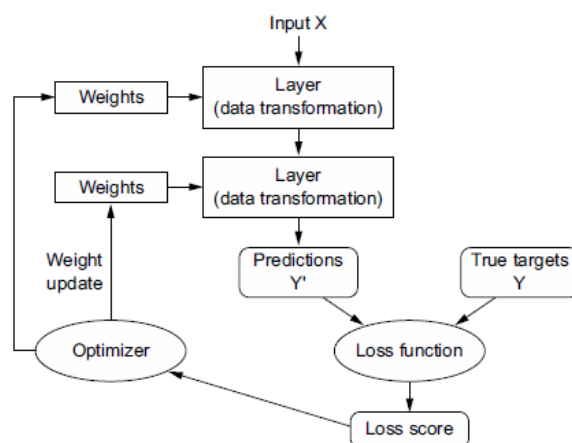 Input X
Weights
Layer
(data transformation)
Weights
Layer
(data transformation)
Weight
update
Predictions
Y'
True targets
Y
Optimizer
Loss function
Loss score